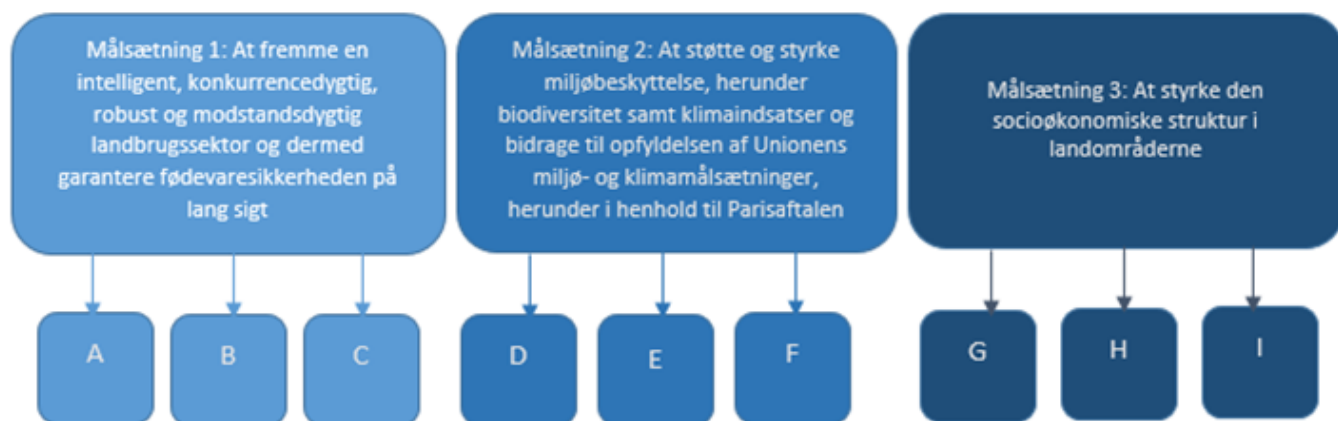 Målsætning 1: At fremme en
intelligent, konkurrencedygtig,
robust og modstandsdygtig
landbrugssektor og dermed
garantere fødevaresikkerheden på
lang sigt
Målsætning 2: At støtte og styrke
miljøbeskyttelse, herunder
biodiversitet samt klimaindsatser og
bidrage til opfyldelsen af Unionens
miljø- og klimamålsætninger,
herunder i henhold til Parisaftalen
Målsætning 3: At styrke den
socioøkonomiske struktur i
landområderne
A
B
C
D
E
F
G
H
I